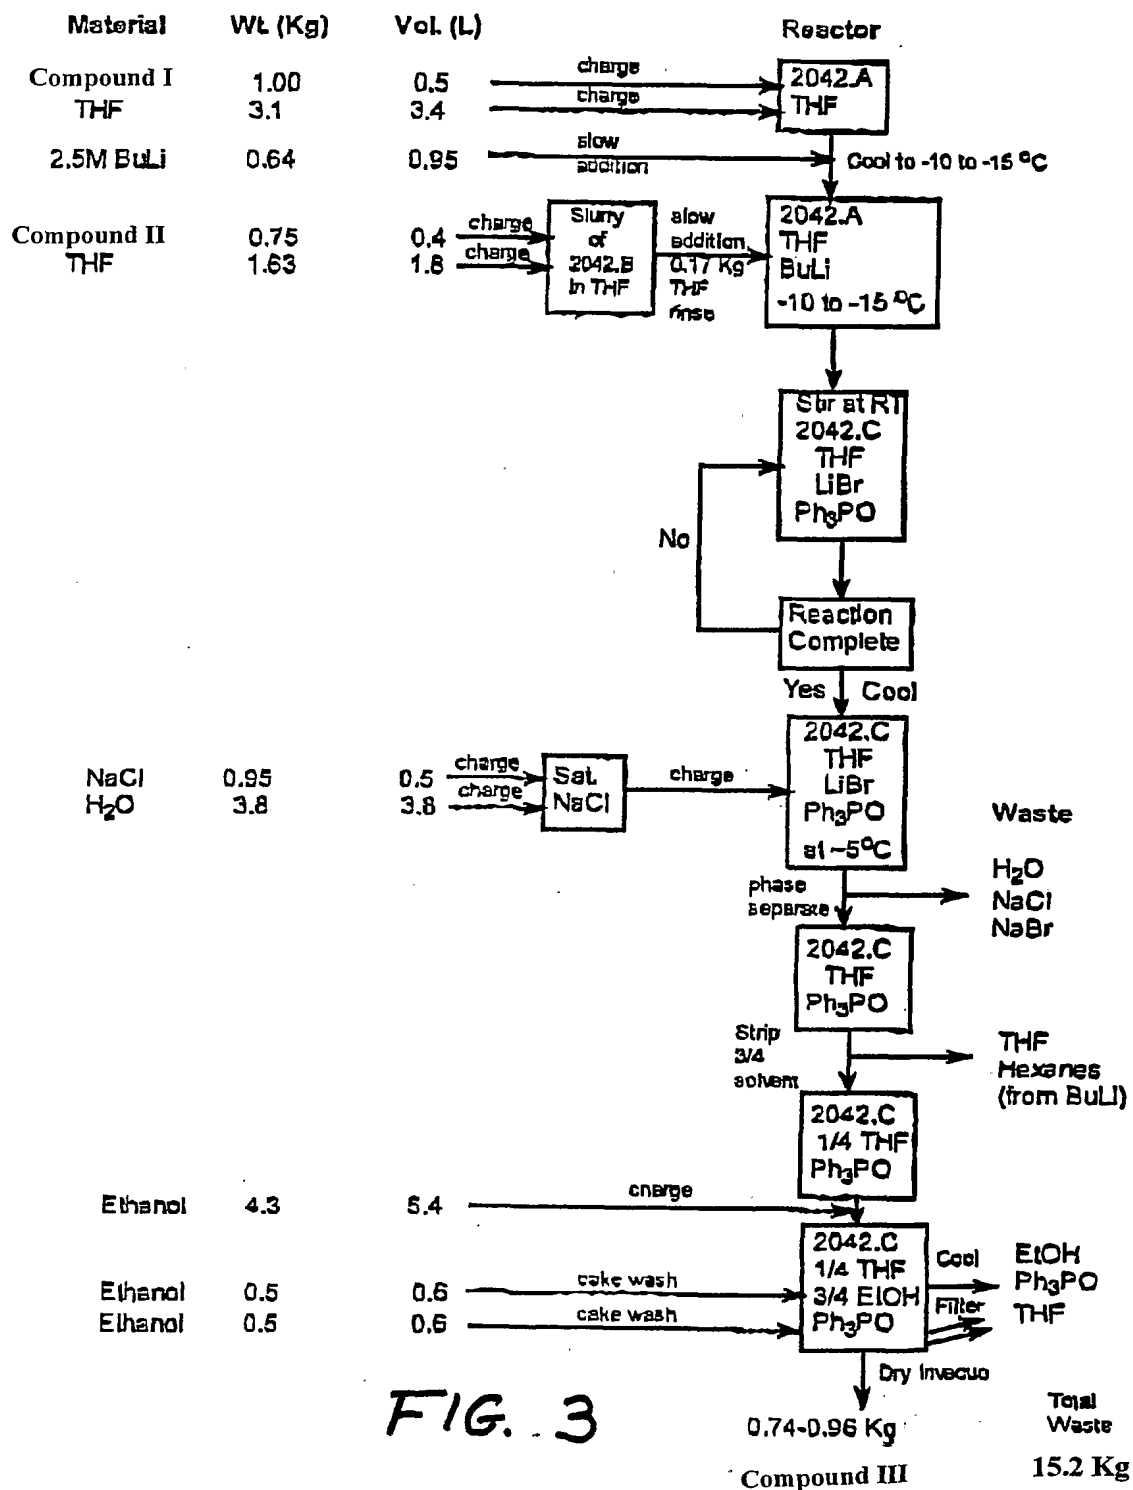 Material Wt. (Kg) Vol. (L) Reactor
Compound I 1.00 0.5 charge
THF 3.1 3.4 charge
2042.A
THF
2.5M BuLi 0.64 0.95 slow
addition
Cool to -10 to -15 °C
Compound II 0.75 0.4 charge
THF 1.63 1.8 charge
Slurry
of
2042.B
in THF
slow
addition
0.17 Kg
THF
rinse
2042.A
THF
BuLi
-10 to -15 °C
Stir at RT
2042.C
THF
LiBr
Ph₃PO
No
Reaction
Complete
Yes Cool
NaCl 0.95 0.5 charge
H₂O 3.8 3.8 charge
Sat.
NaCl
charge
2042.C
THF
LiBr
Ph₃PO
at ~5°C
Waste
phase
separate
H₂O
NaCl
NaBr
2042.C
THF
Ph₃PO
Strip
3/4
solvent
THF
Hexanes
(from BuLi)
2042.C
1/4 THF
Ph₃PO
Ethanol 4.3 5.4 charge
Ethanol 0.5 0.6 cake wash
Ethanol 0.5 0.6 cake wash
2042.C
1/4 THF
3/4 EtOH
Ph₃PO
Cool
Filter
EtOH
Ph₃PO
THF
Dry Invacuo
FIG. 3
0.74-0.96 Kg
Compound III
Total
Waste
15.2 Kg